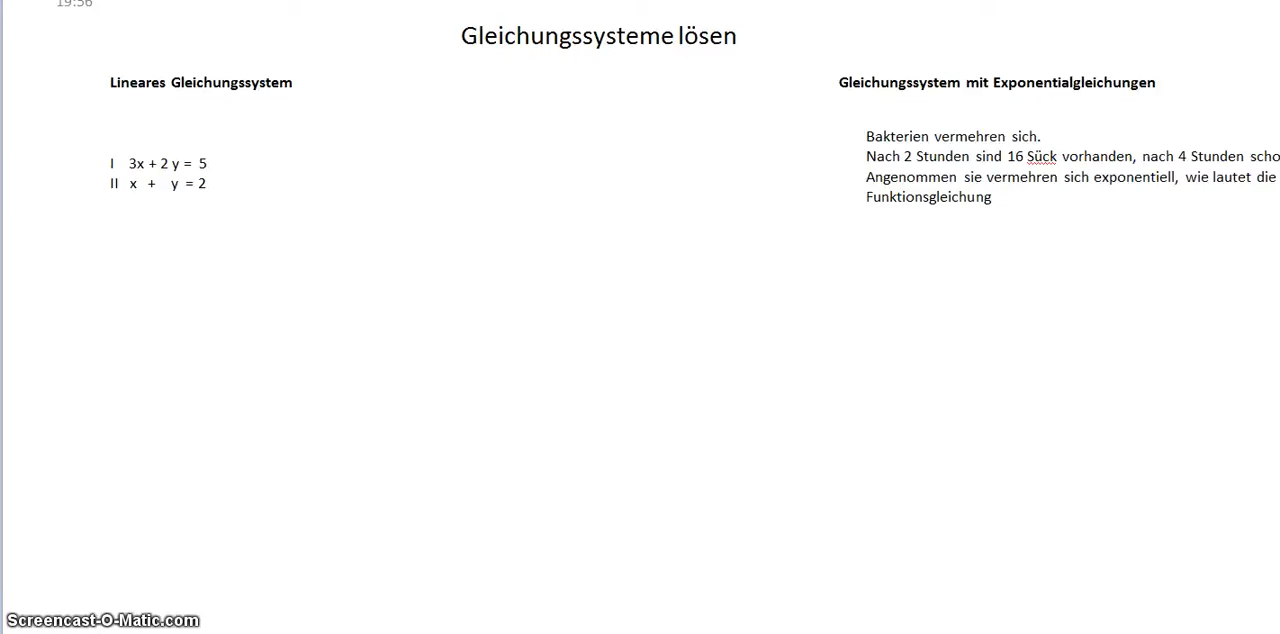 19:56
Gleichungssysteme lösen
Lineares Gleichungssystem
I 3x + 2 y = 5
II x + y = 2
Gleichungssystem mit Exponentialgleichungen
Bakterien vermehren sich.
Nach 2 Stunden sind 16 Sück vorhanden, nach 4 Stunden scho
Angenommen sie vermehren sich exponentiell, wie lautet die
Funktionsgleichung
Screencast-O-Matic.com